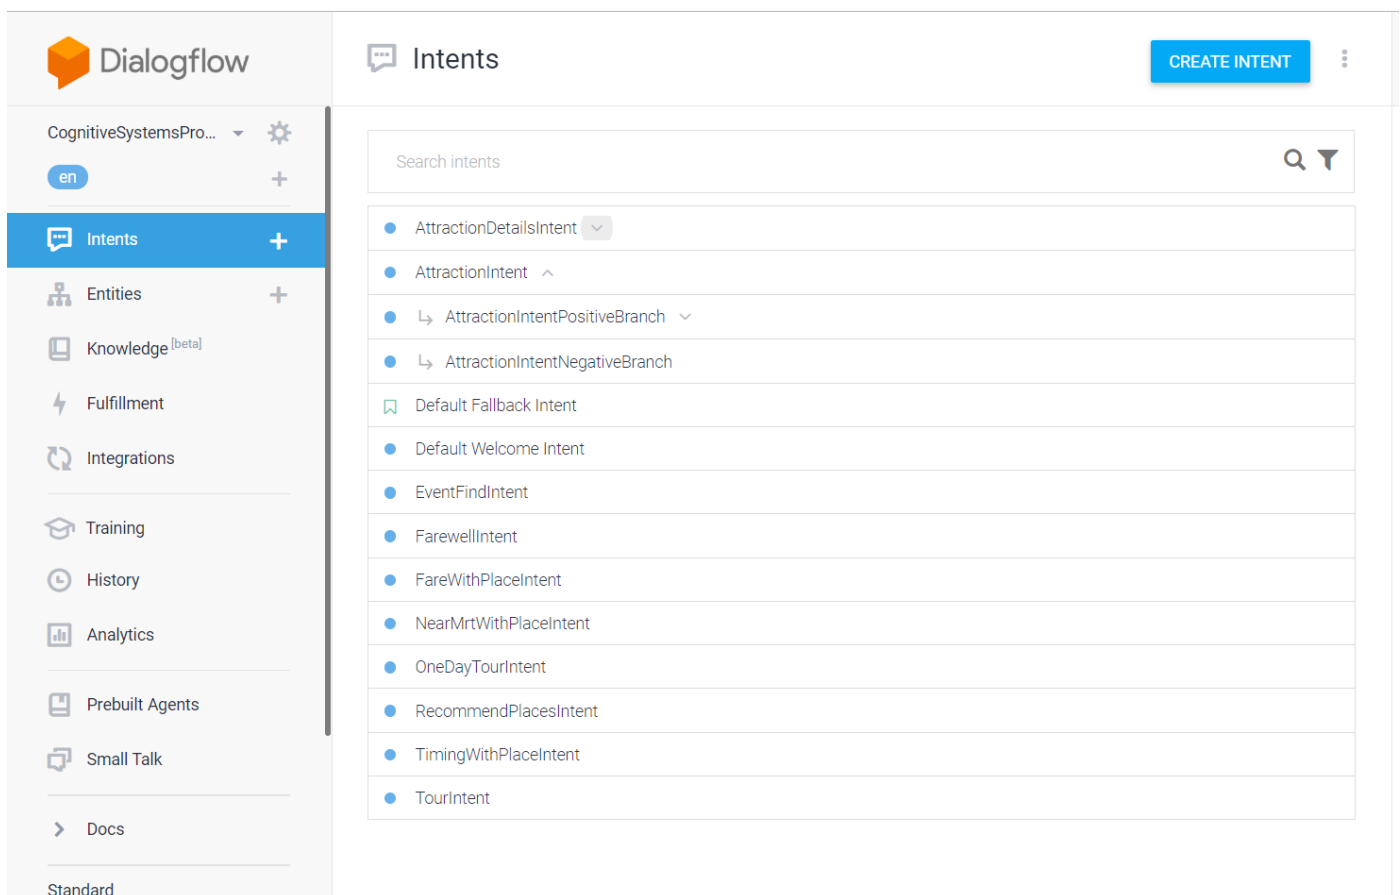 Dialogflow
CognitiveSystemsPro...
en
Intents
Entities
Knowledge [beta]
Fulfillment
Integrations
Training
History
Analytics
Prebuilt Agents
Small Talk
Docs
Standard
Intents
CREATE INTENT
Search intents
AttractionDetailsIntent
AttractionIntent
AttractionIntentPositiveBranch
AttractionIntentNegativeBranch
Default Fallback Intent
Default Welcome Intent
EventFindIntent
FarewellIntent
FareWithPlaceIntent
NearMrtWithPlaceIntent
OneDayTourIntent
RecommendPlacesIntent
TimingWithPlaceIntent
TourIntent